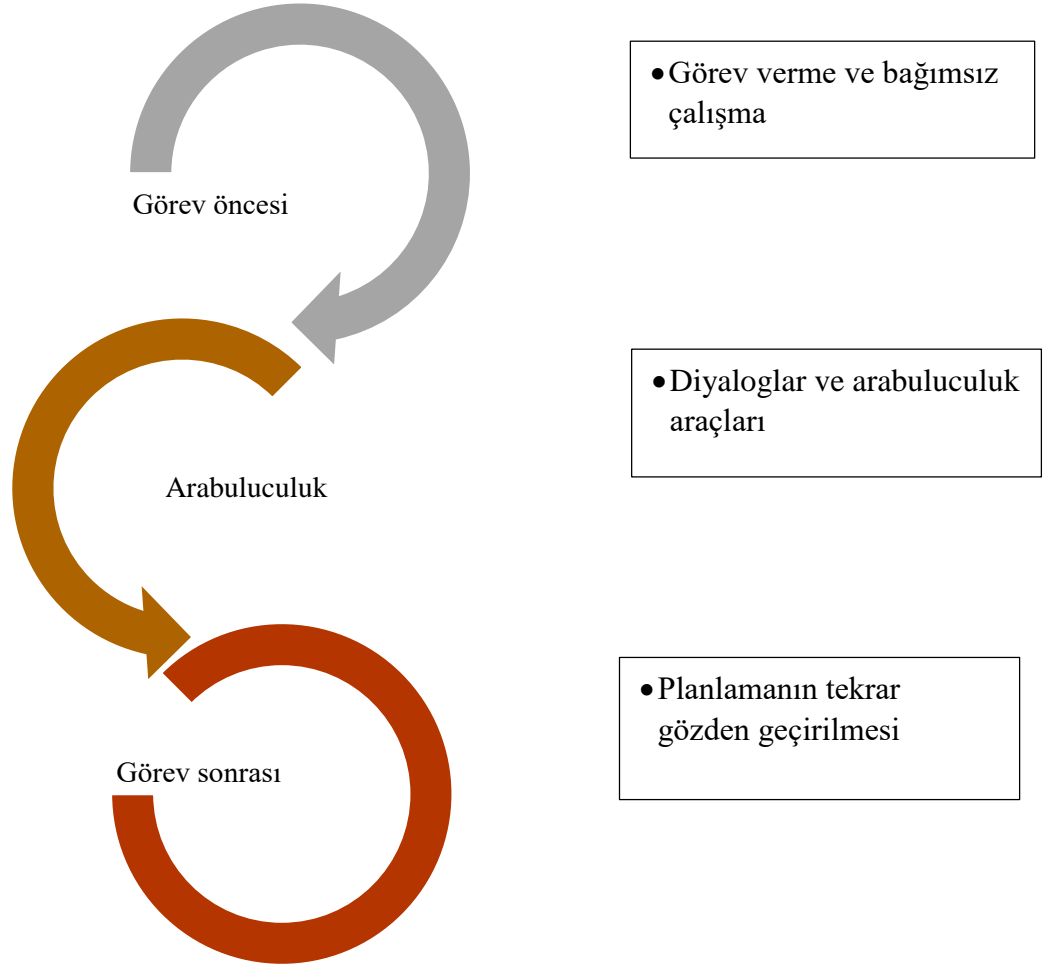 Görev öncesi
•Görev verme ve bağımsız
çalışma
Arabuluculuk
•Diyaloglar ve arabuluculuk
araçları
Görev sonrası
•Planlamanın tekrar
gözden geçirilmesi